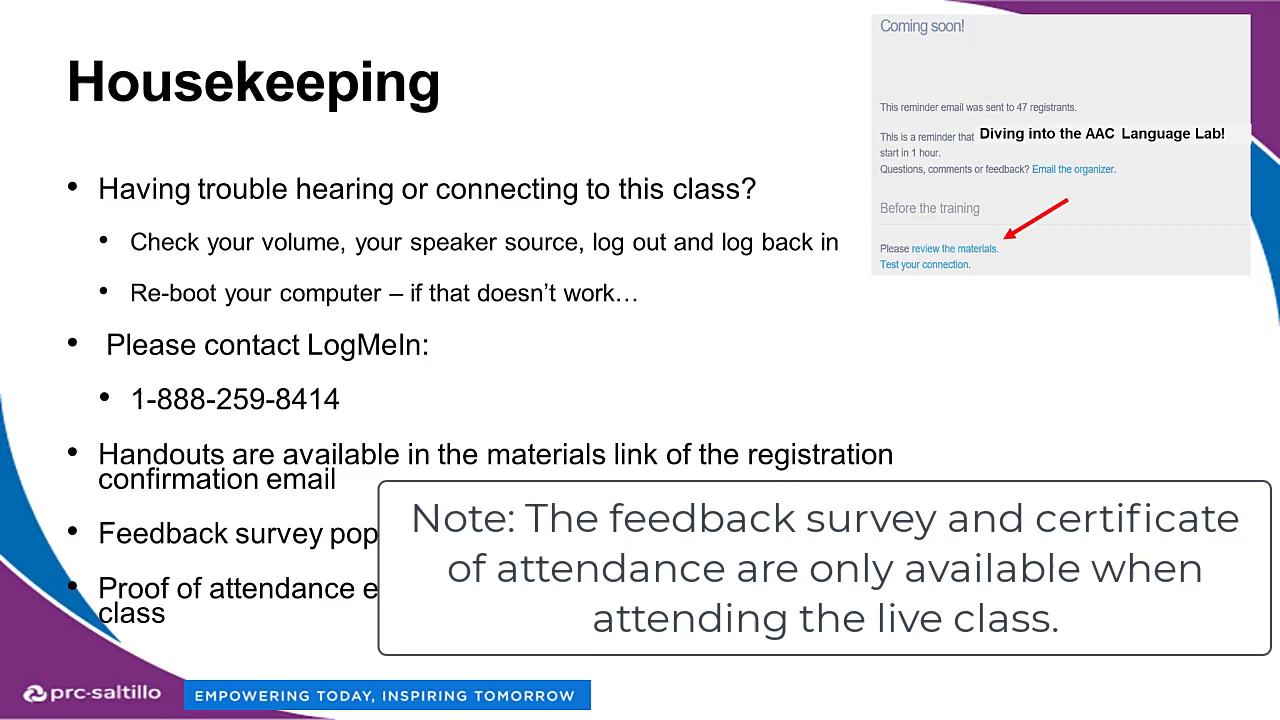 Housekeeping
• Having trouble hearing or connecting to this class?
• Check your volume, your speaker source, log out and log back in
• Re-boot your computer – if that doesn’t work…
• Please contact LogMeIn:
• 1-888-259-8414
• Handouts are available in the materials link of the registration
confirmation email
• Feedback survey pop
• Proof of attendance e
class
Coming soon!
This reminder email was sent to 47 registrants.
This is a reminder that Diving into the AAC Language Lab!
start in 1 hour.
Questions, comments or feedback? Email the organizer.
Before the training
Please review the materials.
Test your connection.
Note: The feedback survey and certificate
of attendance are only available when
attending the live class.
prc-saltillo
EMPOWERING TODAY, INSPIRING TOMORROW